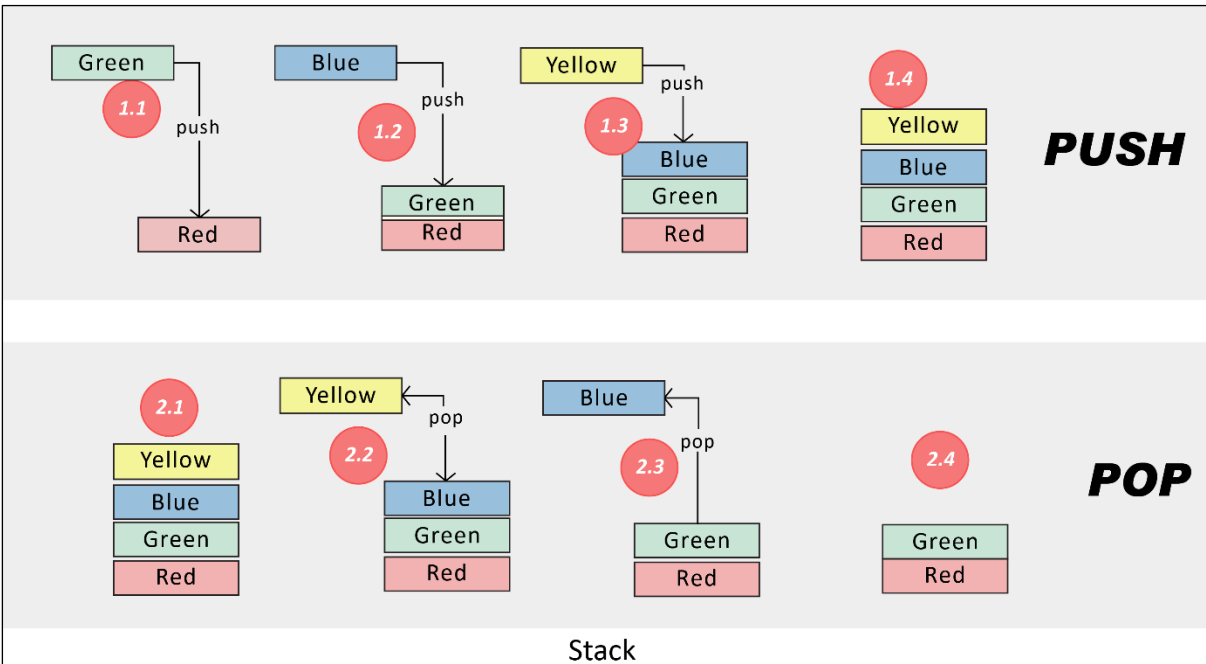 Green
1.1
push
Red
Blue
push
1.2
Green
Red
Yellow
push
1.3
Blue
Green
Red
1.4
Yellow
Blue
Green
Red
PUSH
2.1
Yellow
Blue
Green
Red
Yellow
pop
2.2
Blue
Green
Red
Blue
pop
2.3
Green
Red
2.4
Green
Red
POP
Stack